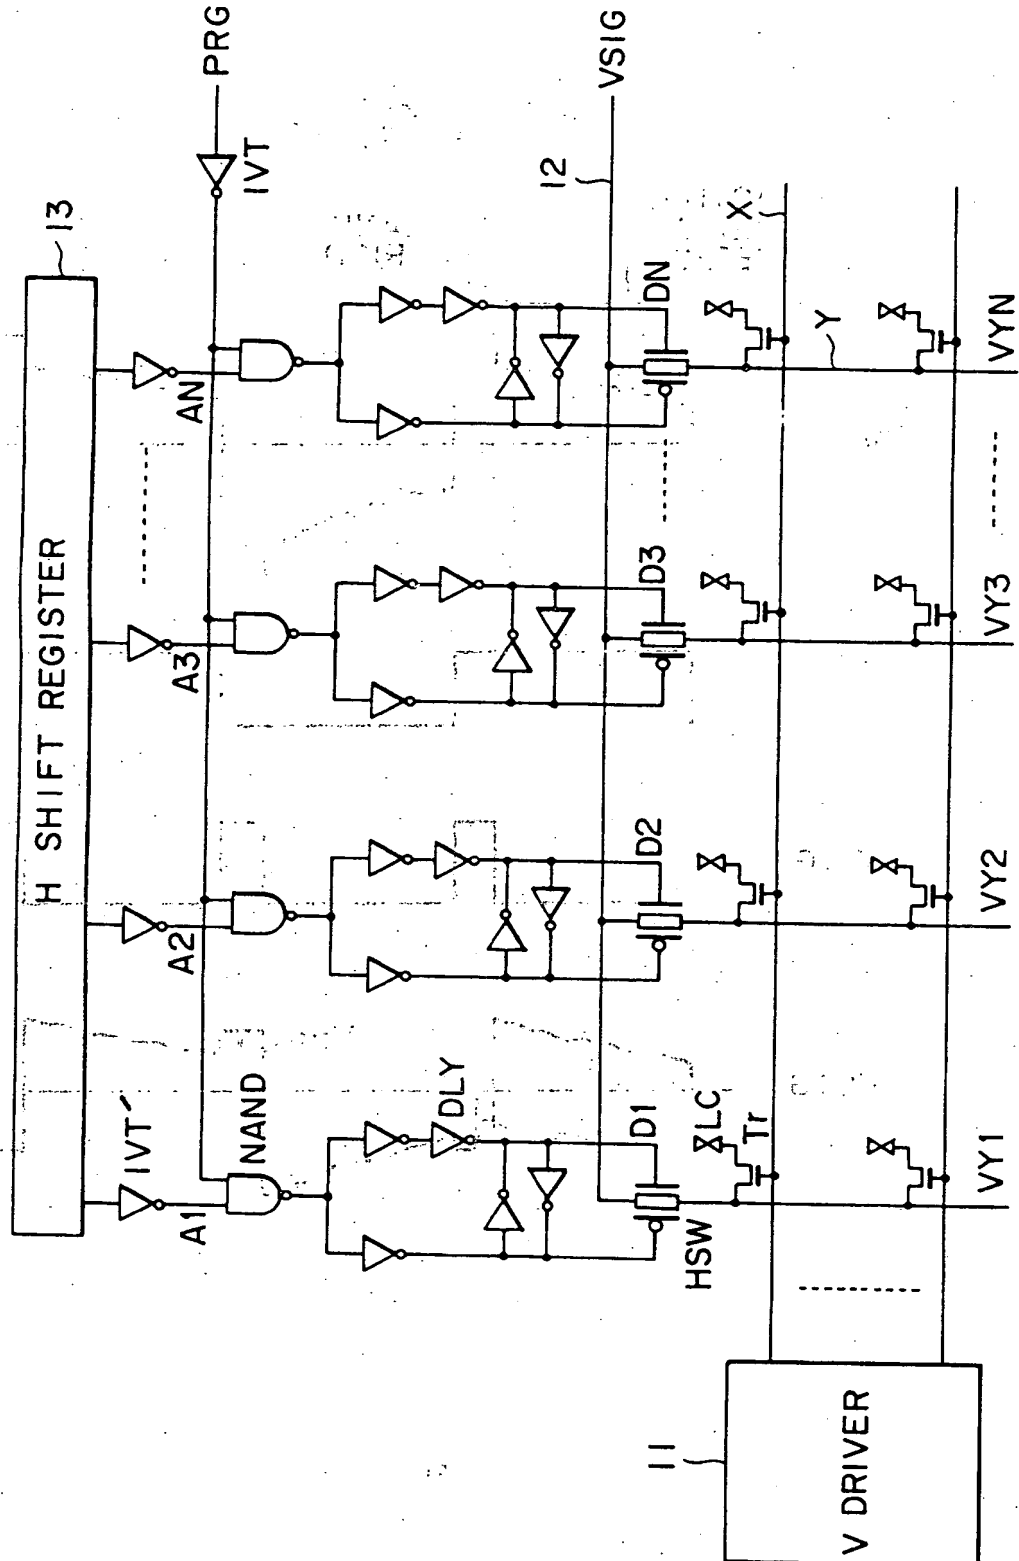 H SHIFT REGISTER
13
PRG
IVT
IVT′
A1
A2
A3
AN
NAND
DLY
12
VSIG
D1
D2
D3
DN
HSW
LC
Tr
X
Y
11
V DRIVER
VY1
VY2
VY3
VYN